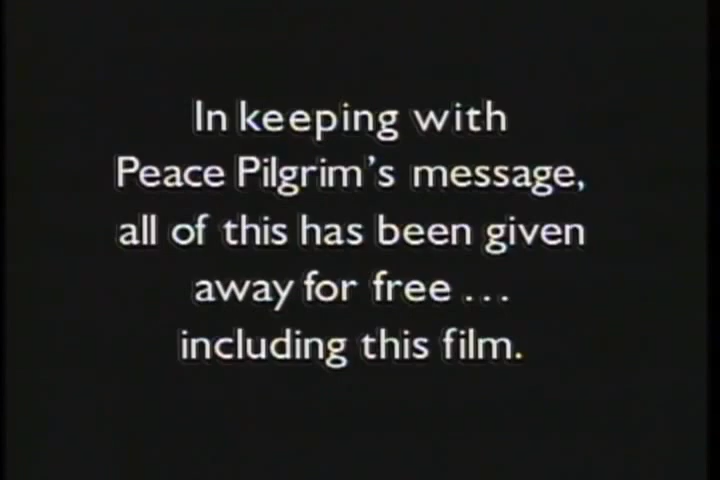 In keeping with
Peace Pilgrim's message,
all of this has been given
away for free ...
including this film.